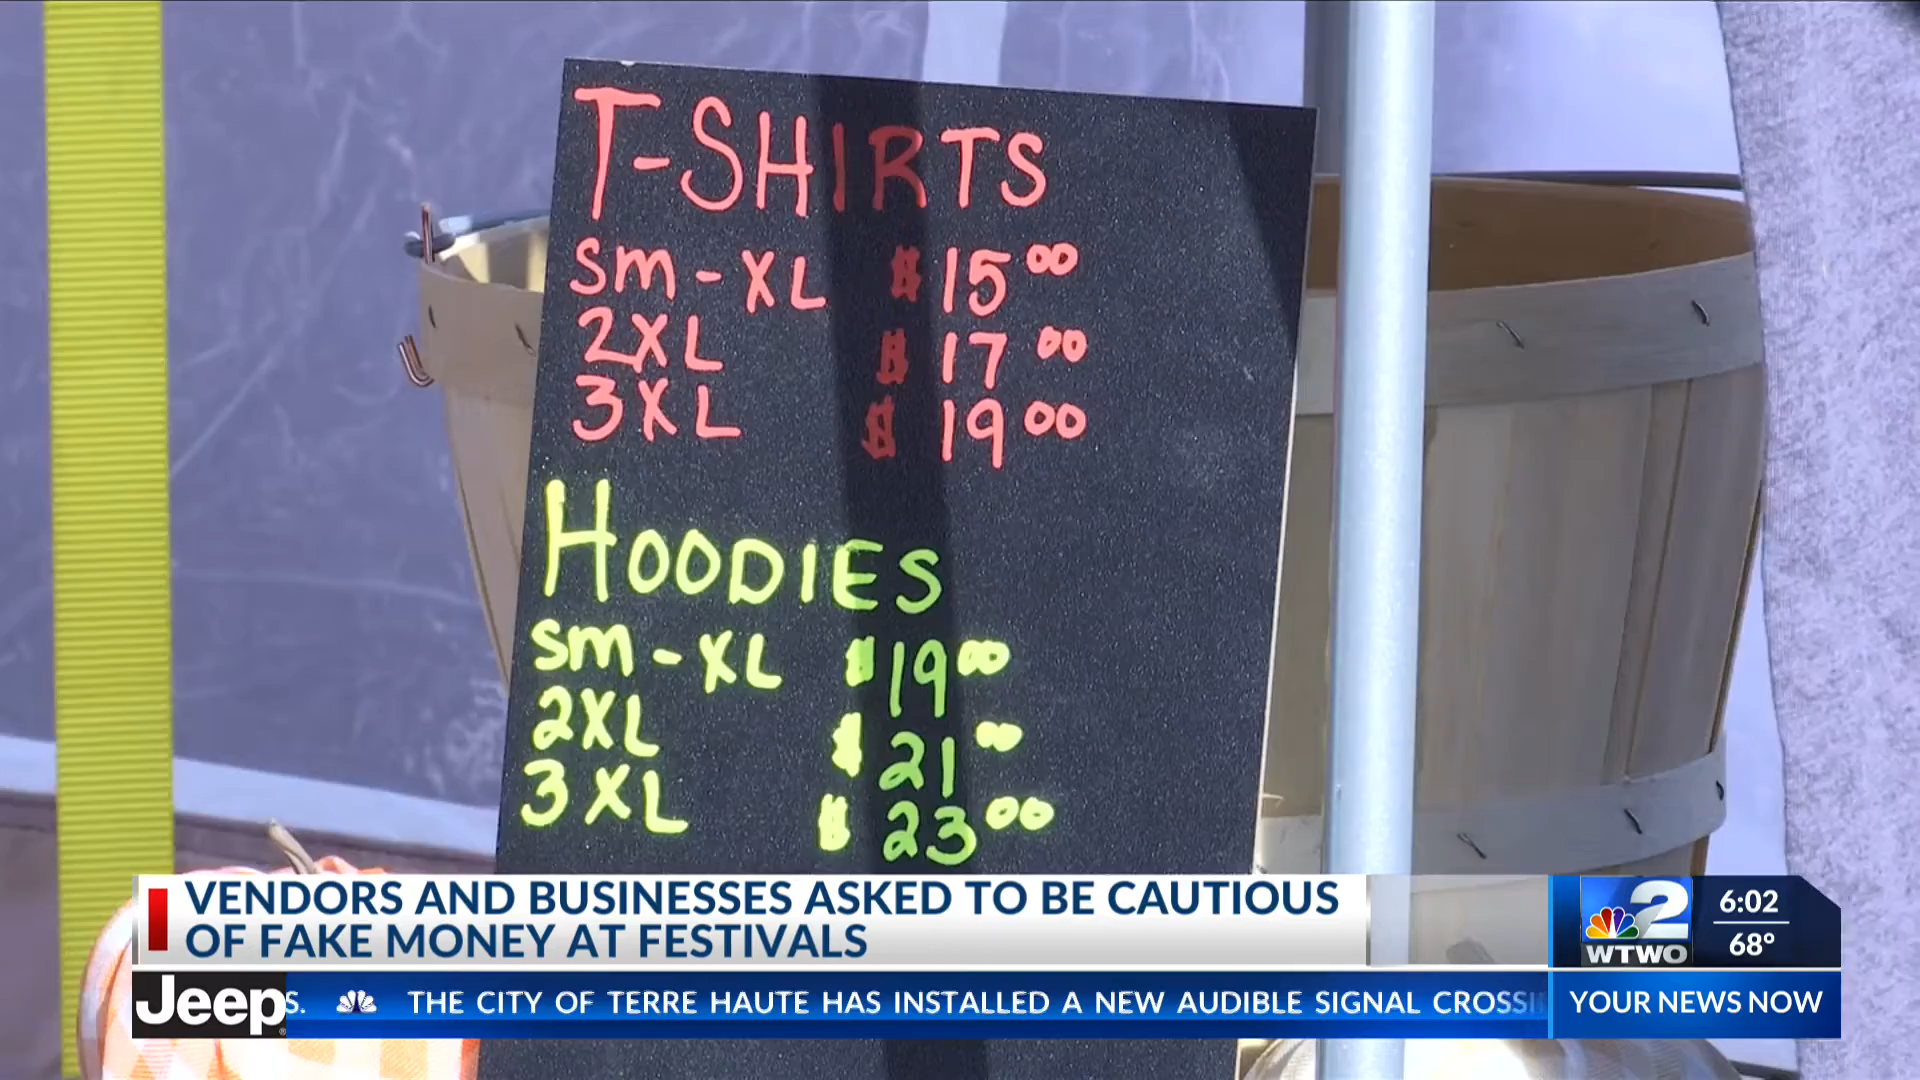 T-SHIRTS
SM-XL $15.00
2XL $17.00
3XL $19.00
HOODIES
SM-XL $19.00
2XL $21.00
3XL $23.00
VENDORS AND BUSINESSES ASKED TO BE CAUTIOUS
OF FAKE MONEY AT FESTIVALS
2
WTWO
6:02
68°
Jeep
S. THE CITY OF TERRE HAUTE HAS INSTALLED A NEW AUDIBLE SIGNAL CROSSI
YOUR NEWS NOW